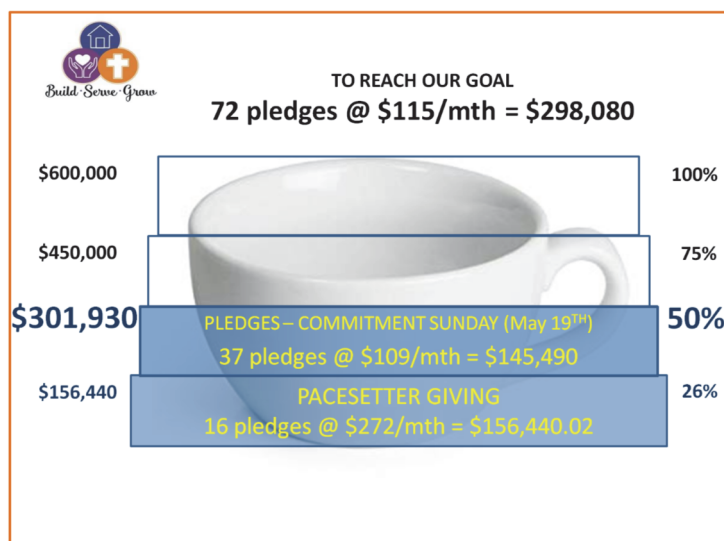 Build·Serve·Grow
TO REACH OUR GOAL
72 pledges @ $115/mth = $298,080
$600,000
100%
$450,000
75%
$301,930
PLEDGES – COMMITMENT SUNDAY (May 19TH)
50%
37 pledges @ $109/mth = $145,490
$156,440
PACESETTER GIVING
26%
16 pledges @ $272/mth = $156,440.02